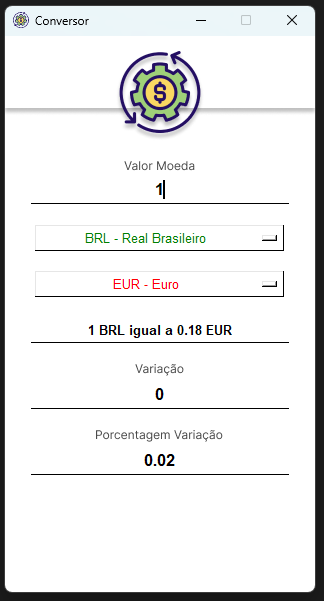 Conversor
$
Valor Moeda
1
BRL - Real Brasileiro
EUR - Euro
1 BRL igual a 0.18 EUR
Variação
0
Porcentagem Variação
0.02